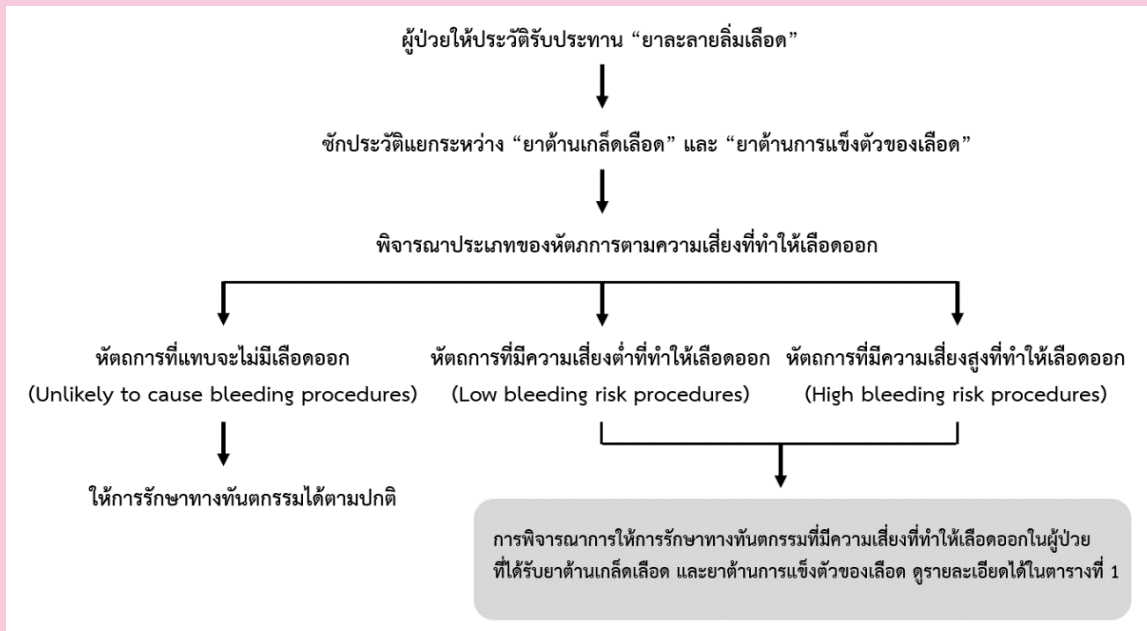 ผู้ป่วยให้ประวัติรับประทาน “ยาละลายลิ่มเลือด”
ซักประวัติแยกระหว่าง “ยาต้านเกล็ดเลือด” และ “ยาต้านการแข็งตัวของเลือด”
พิจารณาประเภทของหัตภการตามความเสี่ยงที่ทำให้เลือดออก
หัตถการที่แทบจะไม่มีเลือดออก
(Unlikely to cause bleeding procedures)
หัตถการที่มีความเสี่ยงต่ำที่ทำให้เลือดออก
(Low bleeding risk procedures)
หัตถการที่มีความเสี่ยงสูงที่ทำให้เลือดออก
(High bleeding risk procedures)
ให้การรักษาทางทันตกรรมได้ตามปกติ
การพิจารณาการให้การรักษาทางทันตกรรมที่มีความเสี่ยงที่ทำให้เลือดออกในผู้ป่วย
ที่ได้รับยาต้านเกล็ดเลือด และยาต้านการแข็งตัวของเลือด ดูรายละเอียดได้ในตารางที่ 1